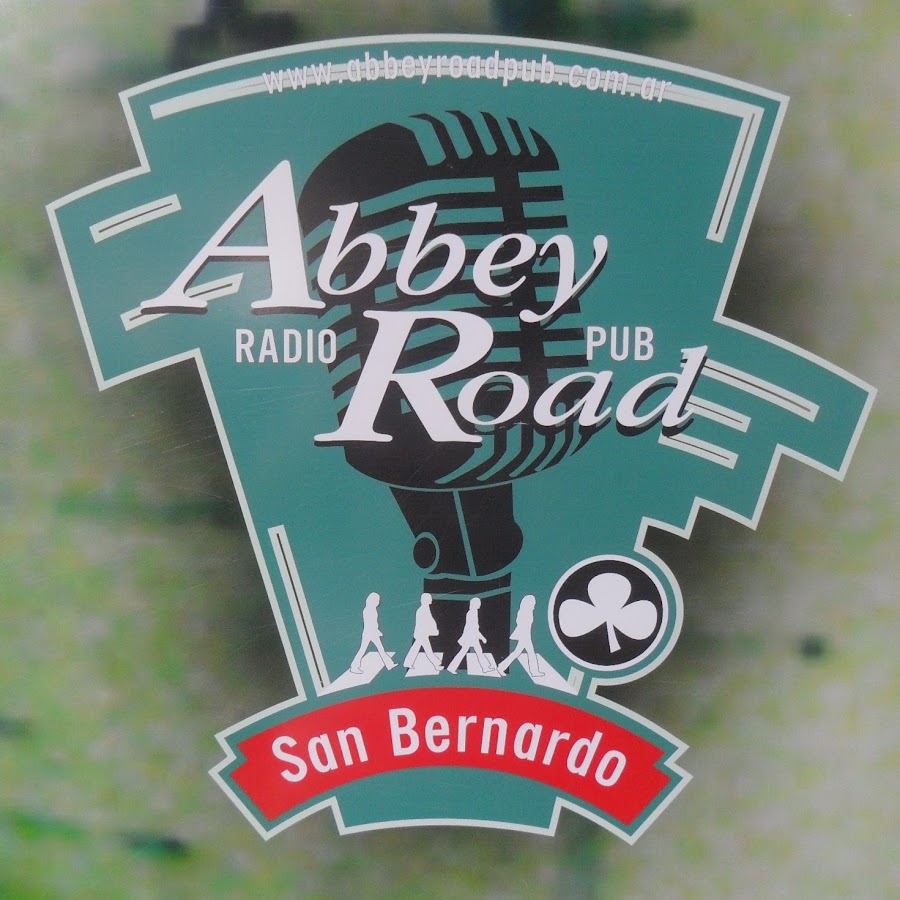 www.abbeyroadpub.com.ar
Abbey
RADIO PUB
Road
San Bernardo